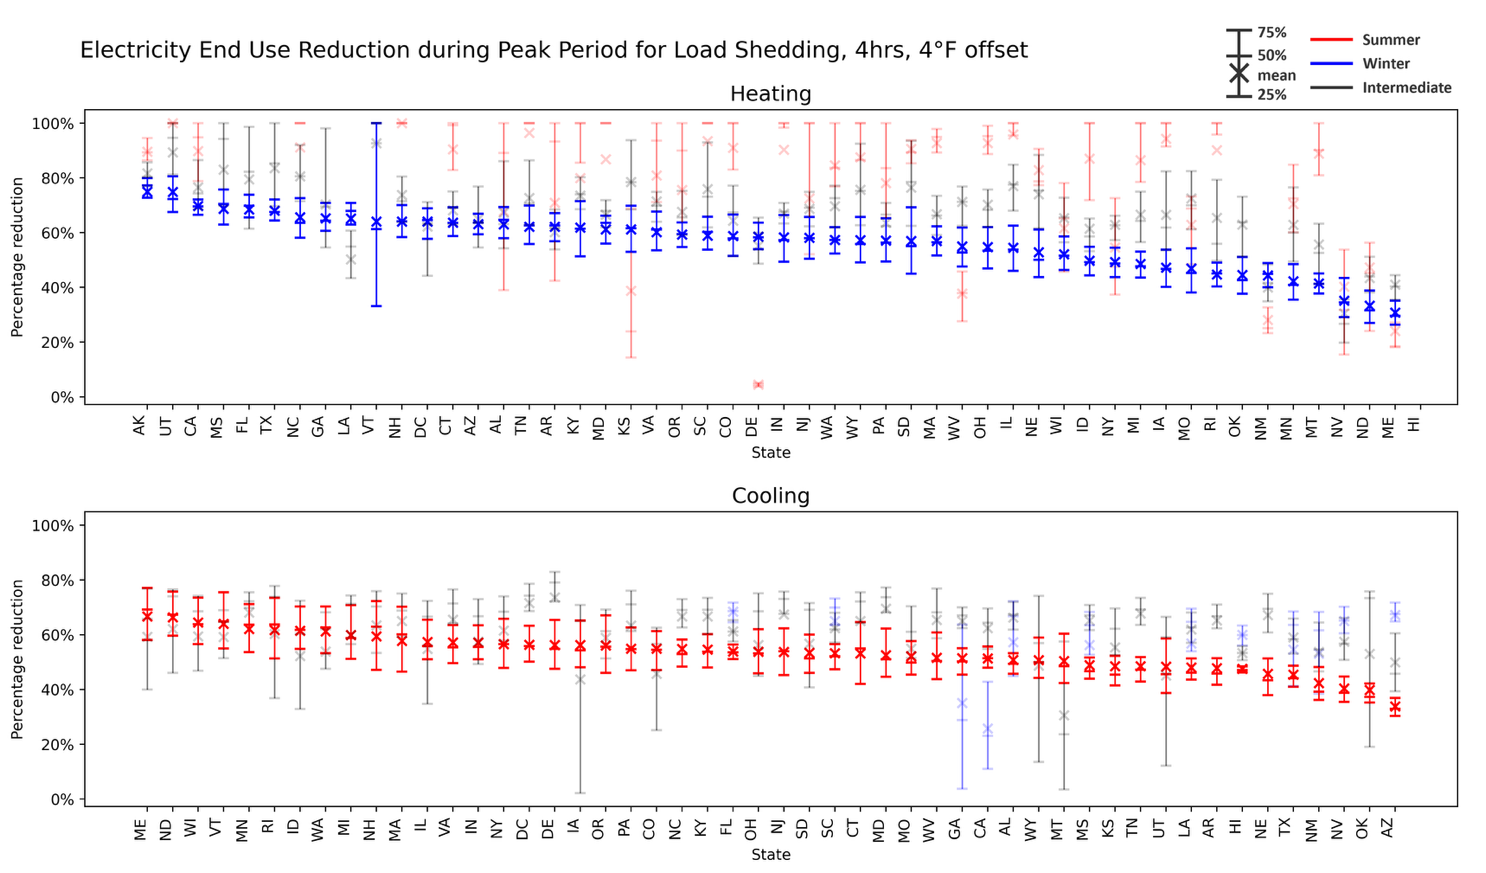 Electricity End Use Reduction during Peak Period for Load Shedding, 4hrs, 4°F offset
75%
50%
mean
25%
Summer
Winter
Intermediate
Heating
Percentage reduction
100%
80%
60%
40%
20%
0%
AK UT CA MS FL TX NC GA LA VT NH DC CT AZ AL TN AR KY MD KS VA OR SC CO DE IN NJ WA WY PA SD MA WV OH IL NE WI ID NY MI IA MO RI OK NM MN MT NV ND ME HI
State
Cooling
Percentage reduction
100%
80%
60%
40%
20%
0%
ME ND WI VT MN RI ID WA MI NH MA IL VA IN NY DC DE IA OR PA CO NC KY FL OH NJ SD SC CT MD MO WV GA CA AL WY MT MS KS TN UT LA AR HI NE TX NM NV OK AZ
State